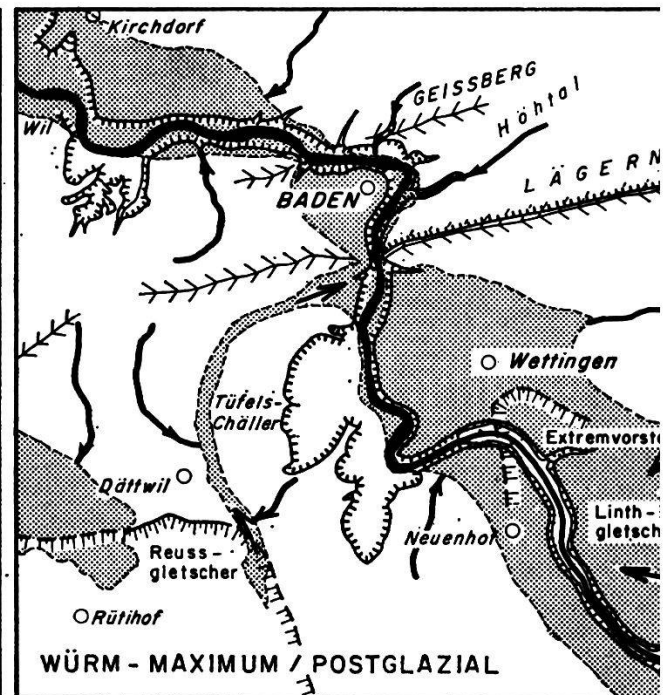 Kirchdorf
GEISSBERG
Höhtal
Wil
LÄGERN
BADEN
Wettingen
Tüfels-
Chäller
Extremvorste
Dättwil
Linth-
gletsch
Neuenhof
Reuss-
gletscher
Rütihof
WÜRM - MAXIMUM / POSTGLAZIAL